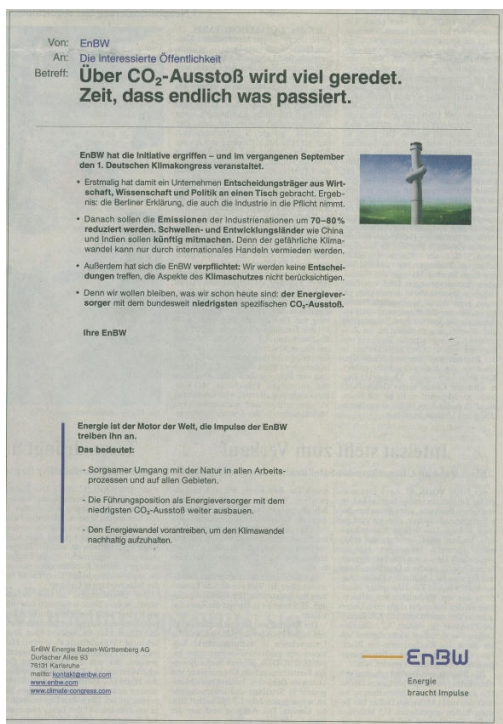 Von: EnBW
An: Die interessierte Öffentlichkeit
Betreff: Über CO₂-Ausstoß wird viel geredet.
Zeit, dass endlich was passiert.
EnBW hat die Initiative ergriffen – und im vergangenen September
den 1. Deutschen Klimakongress veranstaltet.
• Erstmalig hat damit ein Unternehmen Entscheidungsträger aus Wirt-
schaft, Wissenschaft und Politik an einen Tisch gebracht. Ergeb-
nis: die Berliner Erklärung, die auch die Industrie in die Pflicht nimmt.
• Danach sollen die Emissionen der Industrienationen um 70–80%
reduziert werden. Schwellen- und Entwicklungsländer wie China
und Indien sollen künftig mitmachen. Denn der gefährliche Klima-
wandel kann nur durch internationales Handeln vermieden werden.
• Außerdem hat sich die EnBW verpflichtet: Wir werden keine Entschei-
dungen treffen, die Aspekte des Klimaschutzes nicht berücksichtigen.
• Denn wir wollen bleiben, was wir schon heute sind: der Energiever-
sorger mit dem bundesweit niedrigsten spezifischen CO₂-Ausstoß.
Ihre EnBW
Energie ist der Motor der Welt, die Impulse der EnBW
treiben ihn an.
Das bedeutet:
- Sorgsamer Umgang mit der Natur in allen Arbeits-
prozessen und auf allen Gebieten.
- Die Führungsposition als Energieversorger mit dem
niedrigsten CO₂-Ausstoß weiter ausbauen.
- Den Energiewandel vorantreiben, um den Klimawandel
nachhaltig aufzuhalten.
EnBW Energie Baden-Württemberg AG
Durlacher Allee 93
76131 Karlsruhe
mailto: kontakt@enbw.com
www.enbw.com
www.climate-congress.com
EnBW
Energie
braucht Impulse